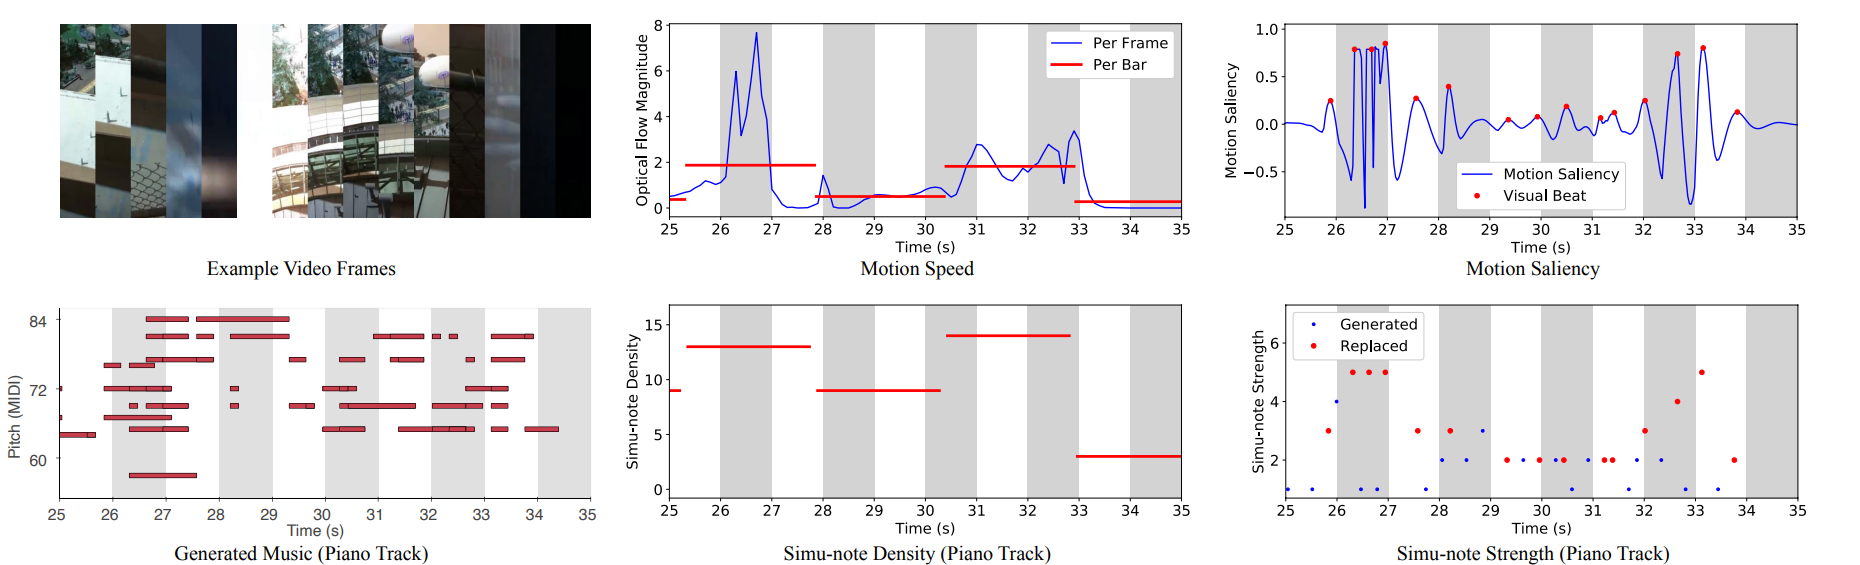 Example Video Frames
Optical Flow Magnitude
8
6
4
2
0
Per Frame
Per Bar
25 26 27 28 29 30 31 32 33 34 35
Time (s)
Motion Speed
Motion Saliency
1.0
0.5
0.0
−0.5
Motion Saliency
Visual Beat
25 26 27 28 29 30 31 32 33 34 35
Time (s)
Motion Saliency
Pitch (MIDI)
84
72
60
25 26 27 28 29 30 31 32 33 34 35
Time (s)
Generated Music (Piano Track)
Simu-note Density
15
10
5
0
25 26 27 28 29 30 31 32 33 34 35
Time (s)
Simu-note Density (Piano Track)
Simu-note Strength
6
4
2
Generated
Replaced
25 26 27 28 29 30 31 32 33 34 35
Time (s)
Simu-note Strength (Piano Track)